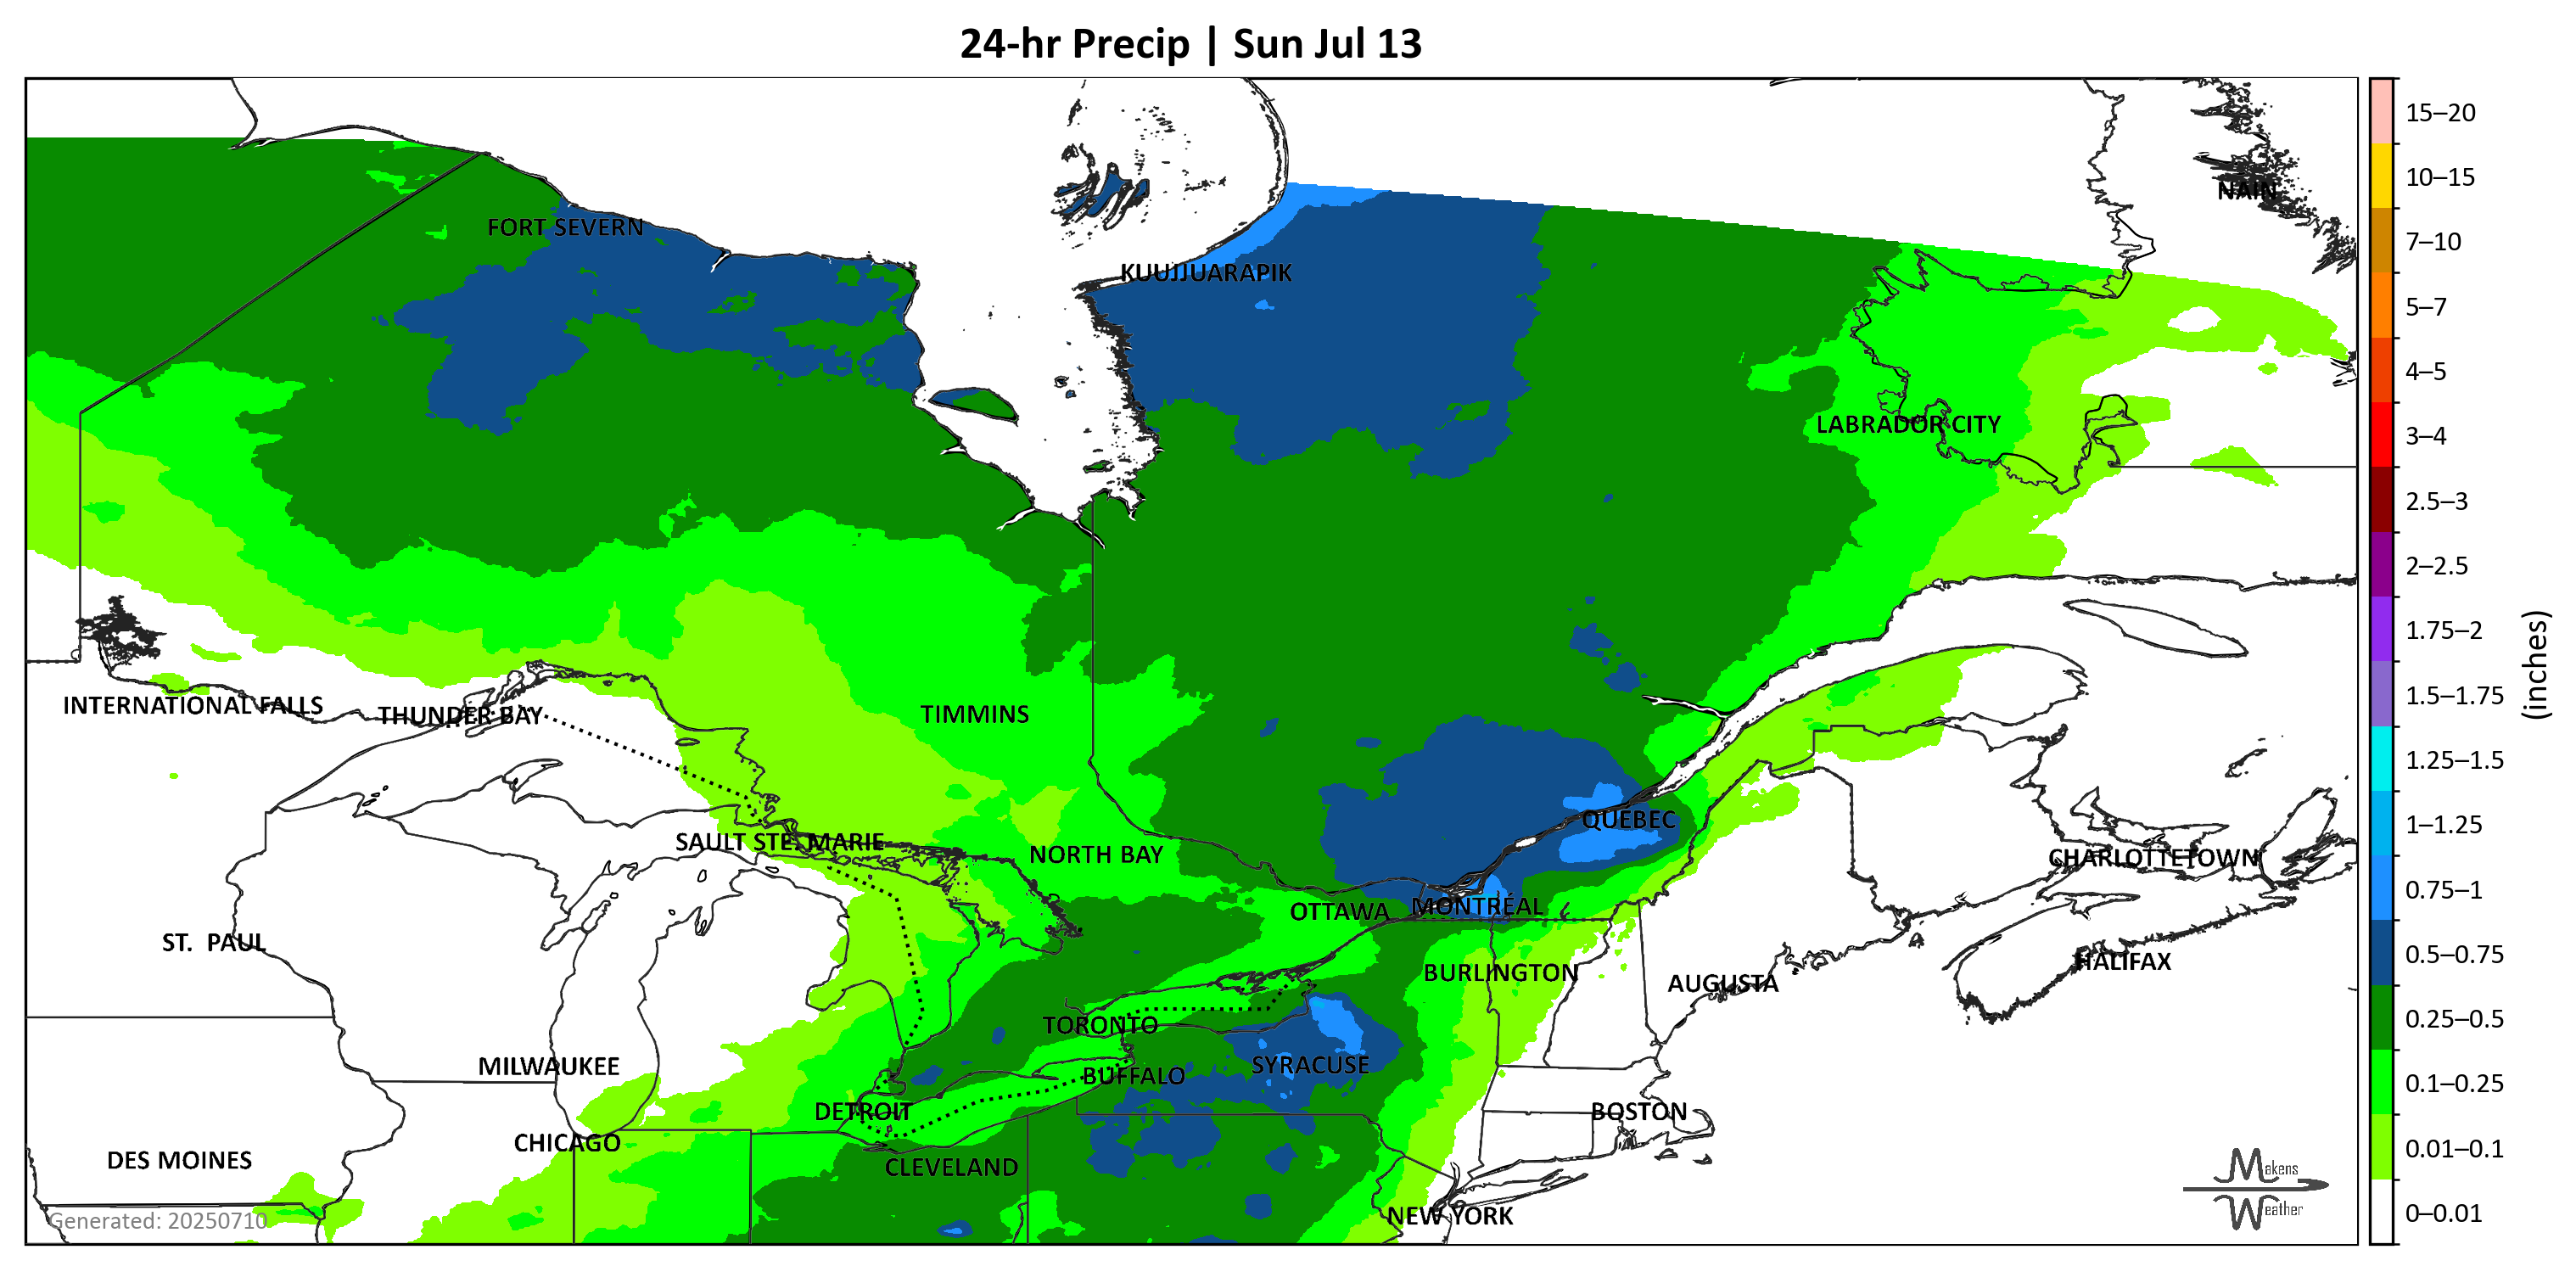 24-hr Precip | Sun Jul 13
NAIN
FORT SEVERN
KUUJJUARAPIK
LABRADOR CITY
INTERNATIONAL FALLS
THUNDER BAY
TIMMINS
QUEBEC
SAULT STE. MARIE
NORTH BAY
CHARLOTTETOWN
OTTAWA
MONTREAL
ST. PAUL
HALIFAX
BURLINGTON
AUGUSTA
TORONTO
MILWAUKEE
SYRACUSE
BUFFALO
DETROIT
BOSTON
CHICAGO
DES MOINES
CLEVELAND
NEW YORK
Generated: 20250710
Makens
Weather
15–20
10–15
7–10
5–7
4–5
3–4
2.5–3
2–2.5
1.75–2
1.5–1.75
1.25–1.5
1–1.25
0.75–1
0.5–0.75
0.25–0.5
0.1–0.25
0.01–0.1
0–0.01
(inches)